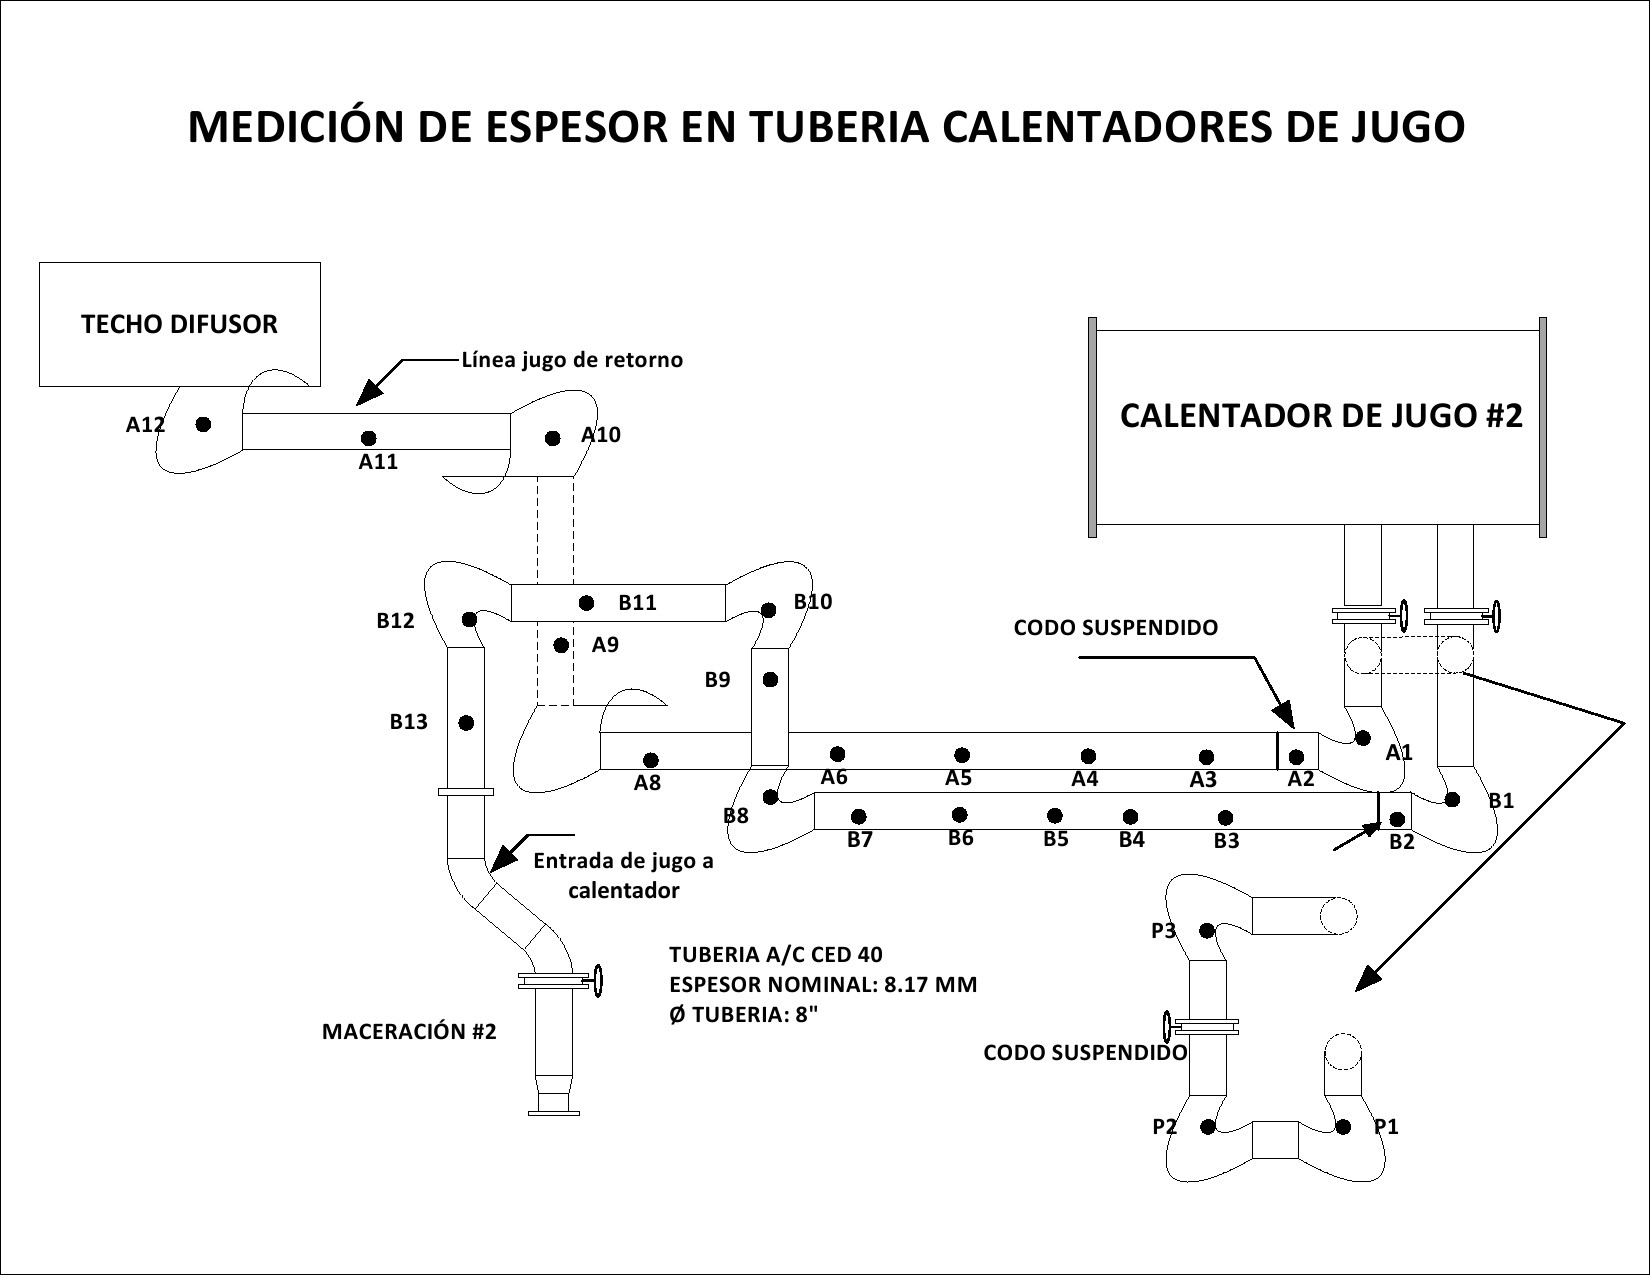 MEDICIÓN DE ESPESOR EN TUBERIA CALENTADORES DE JUGO
TECHO DIFUSOR
Línea jugo de retorno
CALENTADOR DE JUGO #2
A12
A10
A11
B11
B10
B12
CODO SUSPENDIDO
A9
B9
B13
A1
A8
A6
A5
A4
A3
A2
B8
B1
B7
B6
B5
B4
B3
B2
Entrada de jugo a
calentador
P3
TUBERIA A/C CED 40
ESPESOR NOMINAL: 8.17 MM
Ø TUBERIA: 8"
MACERACIÓN #2
CODO SUSPENDIDO
P2
P1